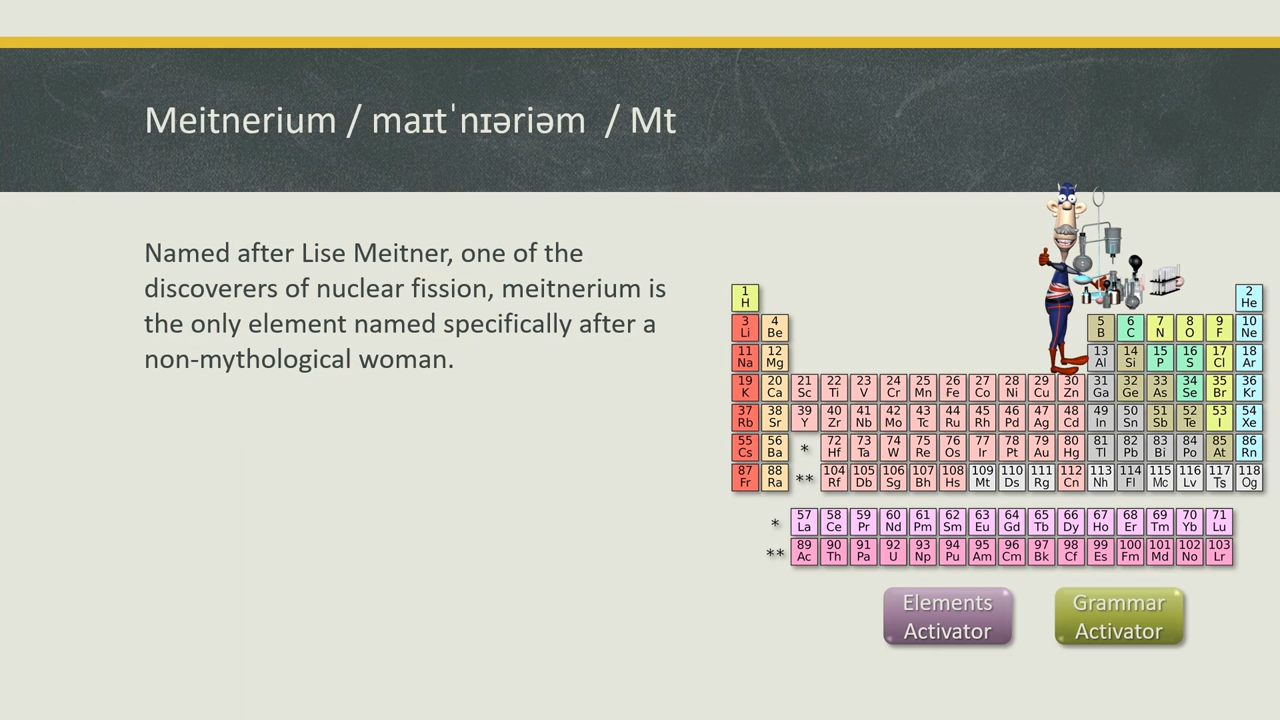 Meitnerium / maɪtˈnɪəriəm / Mt
Named after Lise Meitner, one of the
discoverers of nuclear fission, meitnerium is
the only element named specifically after a
non-mythological woman.
1 2
H He
3 4 5 6 7 8 9 10
Li Be B C N O F Ne
11 12 13 14 15 16 17 18
Na Mg Al Si P S Cl Ar
19 20 21 22 23 24 25 26 27 28 29 30 31 32 33 34 35 36
K Ca Sc Ti V Cr Mn Fe Co Ni Cu Zn Ga Ge As Se Br Kr
37 38 39 40 41 42 43 44 45 46 47 48 49 50 51 52 53 54
Rb Sr Y Zr Nb Mo Tc Ru Rh Pd Ag Cd In Sn Sb Te I Xe
55 56 * 72 73 74 75 76 77 78 79 80 81 82 83 84 85 86
Cs Ba Hf Ta W Re Os Ir Pt Au Hg Tl Pb Bi Po At Rn
87 88 ** 104 105 106 107 108 109 110 111 112 113 114 115 116 117 118
Fr Ra Rf Db Sg Bh Hs Mt Ds Rg Cn Nh Fl Mc Lv Ts Og
* 57 58 59 60 61 62 63 64 65 66 67 68 69 70 71
La Ce Pr Nd Pm Sm Eu Gd Tb Dy Ho Er Tm Yb Lu
** 89 90 91 92 93 94 95 96 97 98 99 100 101 102 103
Ac Th Pa U Np Pu Am Cm Bk Cf Es Fm Md No Lr
Elements
Activator
Grammar
Activator